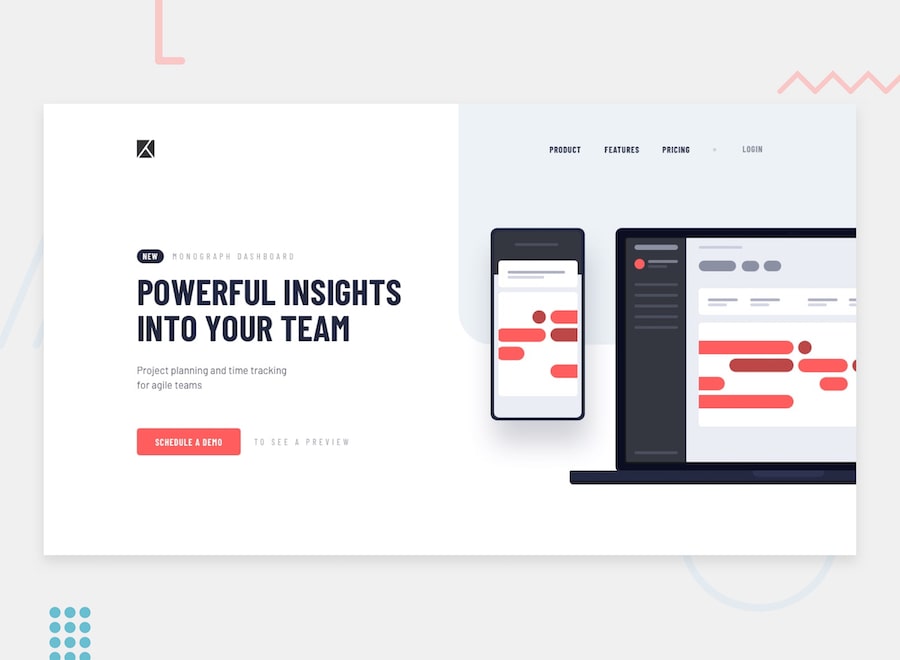 PRODUCT FEATURES PRICING LOGIN
NEW MONOGRAPH DASHBOARD
POWERFUL INSIGHTS
INTO YOUR TEAM
Project planning and time tracking
for agile teams
SCHEDULE A DEMO TO SEE A PREVIEW